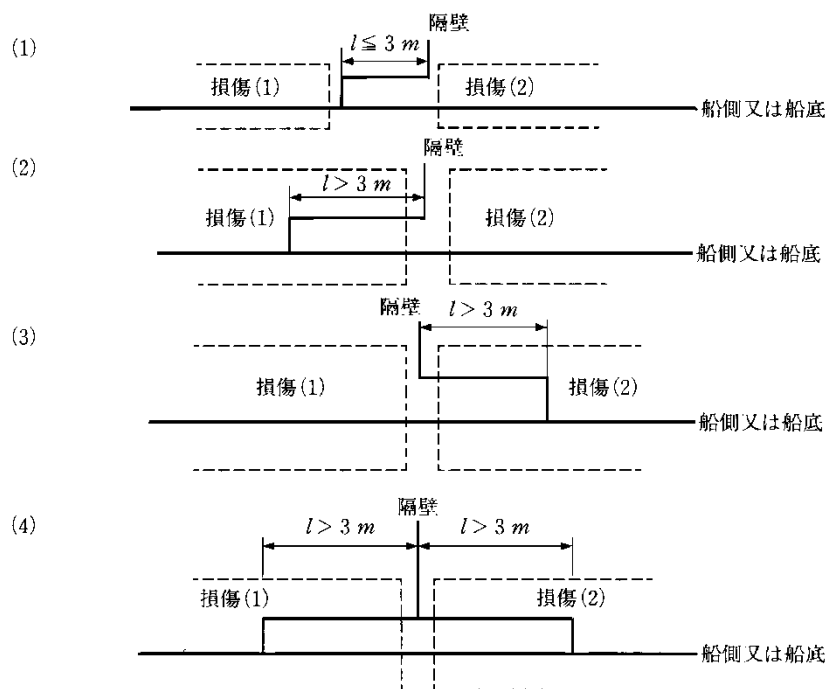 (1)
隔壁
l≦3 m
損傷(1)
損傷(2)
船側又は船底
(2)
隔壁
l>3 m
損傷(1)
損傷(2)
船側又は船底
(3)
隔壁
l>3 m
損傷(1)
損傷(2)
船側又は船底
(4)
隔壁
l>3 m
l>3 m
損傷(1)
損傷(2)
船側又は船底